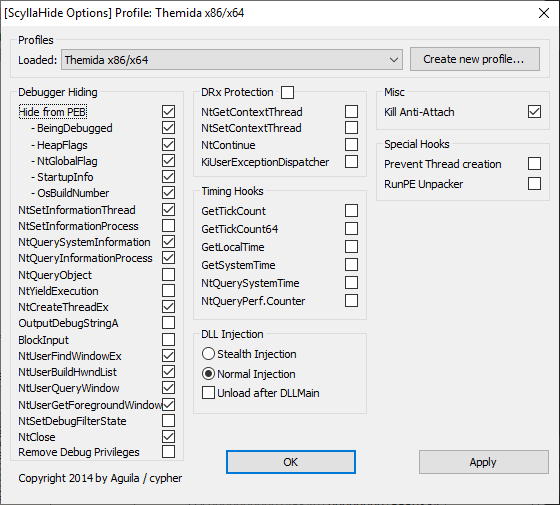 [ScyllaHide Options] Profile: Themida x86/x64
Profiles
Loaded: Themida x86/x64 Create new profile...
Debugger Hiding
Hide from PEB
- BeingDebugged
- HeapFlags
- NtGlobalFlag
- StartupInfo
- OsBuildNumber
NtSetInformationThread
NtSetInformationProcess
NtQuerySystemInformation
NtQueryInformationProcess
NtQueryObject
NtYieldExecution
NtCreateThreadEx
OutputDebugStringA
BlockInput
NtUserFindWindowEx
NtUserBuildHwndList
NtUserQueryWindow
NtUserGetForegroundWindow
NtSetDebugFilterState
NtClose
Remove Debug Privileges
DRx Protection
NtGetContextThread
NtSetContextThread
NtContinue
KiUserExceptionDispatcher
Timing Hooks
GetTickCount
GetTickCount64
GetLocalTime
GetSystemTime
NtQuerySystemTime
NtQueryPerf.Counter
DLL Injection
Stealth Injection
Normal Injection
Unload after DLLMain
Misc
Kill Anti-Attach
Special Hooks
Prevent Thread creation
RunPE Unpacker
OK Apply
Copyright 2014 by Aguila / cypher